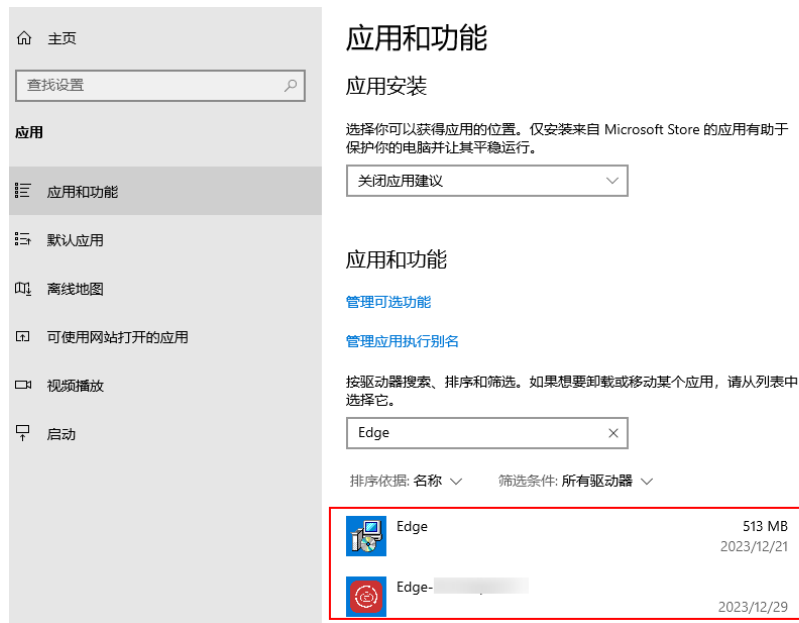 主页
查找设置
应用
应用和功能
默认应用
离线地图
可使用网站打开的应用
视频播放
启动
应用和功能
应用安装
选择你可以获得应用的位置。仅安装来自 Microsoft Store 的应用有助于
保护你的电脑并让其平稳运行。
关闭应用建议
应用和功能
管理可选功能
管理应用执行别名
按驱动器搜索、排序和筛选。如果想要卸载或移动某个应用，请从列表中
选择它。
Edge
排序依据: 名称 筛选条件: 所有驱动器
Edge 513 MB
2023/12/21
Edge-
2023/12/29